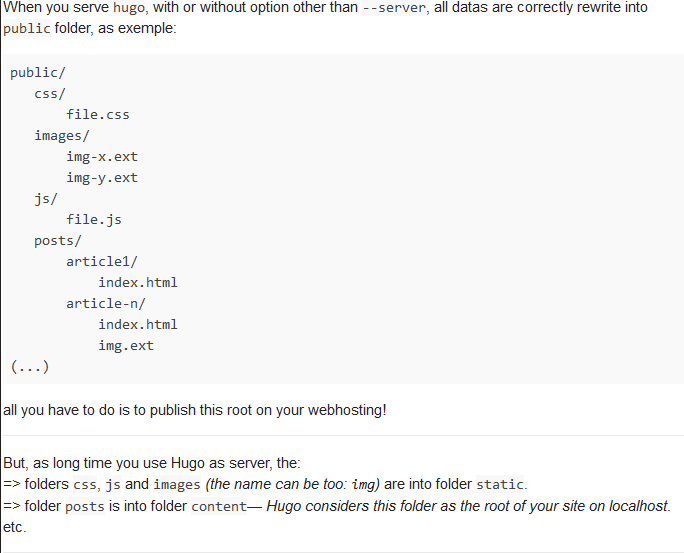 When you serve hugo, with or without option other than --server, all datas are correctly rewrite into
public folder, as exemple:
public/
css/
file.css
images/
img-x.ext
img-y.ext
js/
file.js
posts/
article1/
index.html
article-n/
index.html
img.ext
(...)
all you have to do is to publish this root on your webhosting!
But, as long time you use Hugo as server, the:
=> folders css, js and images (the name can be too: img) are into folder static.
=> folder posts is into folder content— Hugo considers this folder as the root of your site on localhost.
etc.